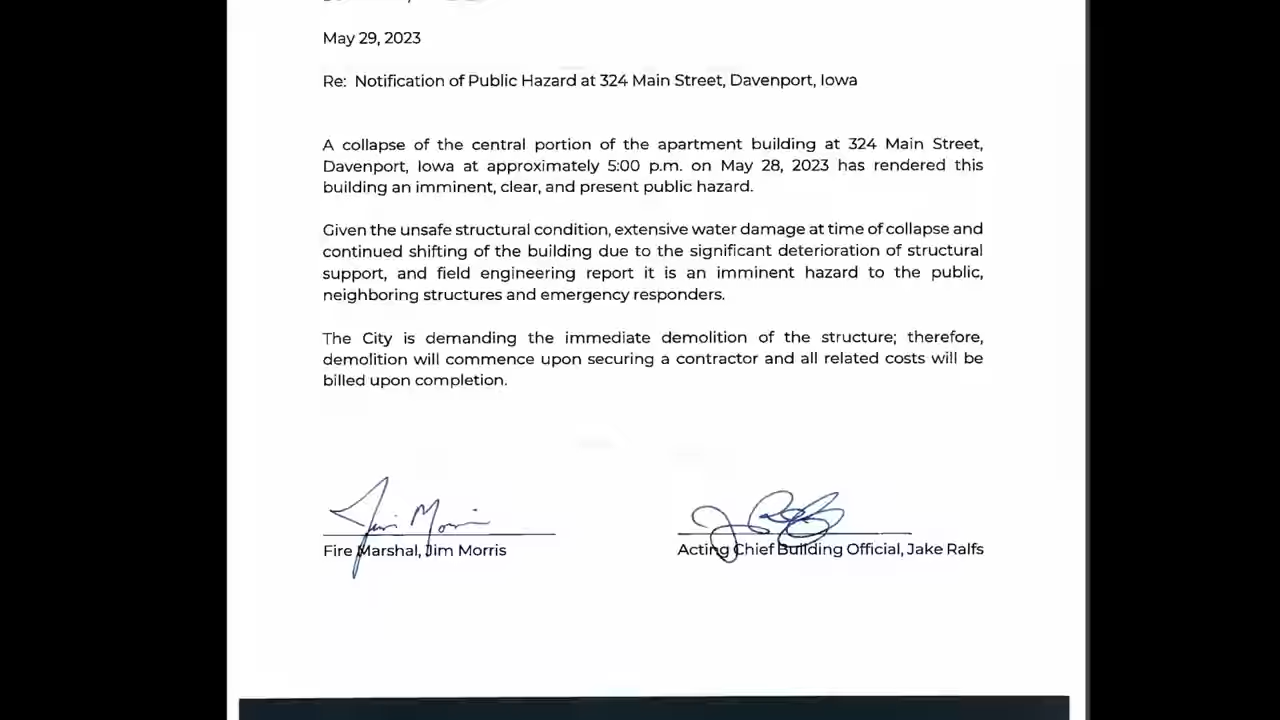 May 29, 2023
Re: Notification of Public Hazard at 324 Main Street, Davenport, Iowa
A collapse of the central portion of the apartment building at 324 Main Street,
Davenport, Iowa at approximately 5:00 p.m. on May 28, 2023 has rendered this
building an imminent, clear, and present public hazard.
Given the unsafe structural condition, extensive water damage at time of collapse and
continued shifting of the building due to the significant deterioration of structural
support, and field engineering report it is an imminent hazard to the public,
neighboring structures and emergency responders.
The City is demanding the immediate demolition of the structure; therefore,
demolition will commence upon securing a contractor and all related costs will be
billed upon completion.
Jim Morris
Fire Marshal, Jim Morris
Acting Chief Building Official, Jake Ralfs